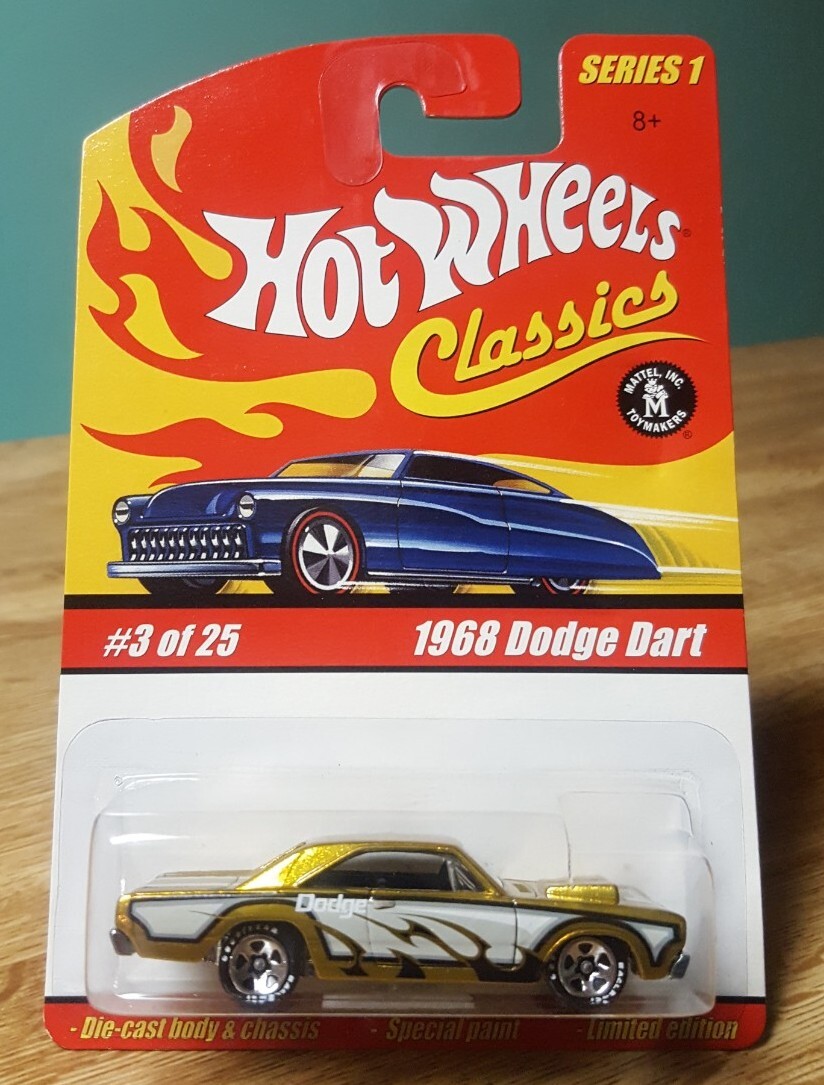 SERIES 1
8+
Hot Wheels®
Classics
MATTEL, INC.
M
TOYMAKERS
®
#3 of 25
1968 Dodge Dart
Dodge
- Die-cast body & chassis - Special paint - Limited edition